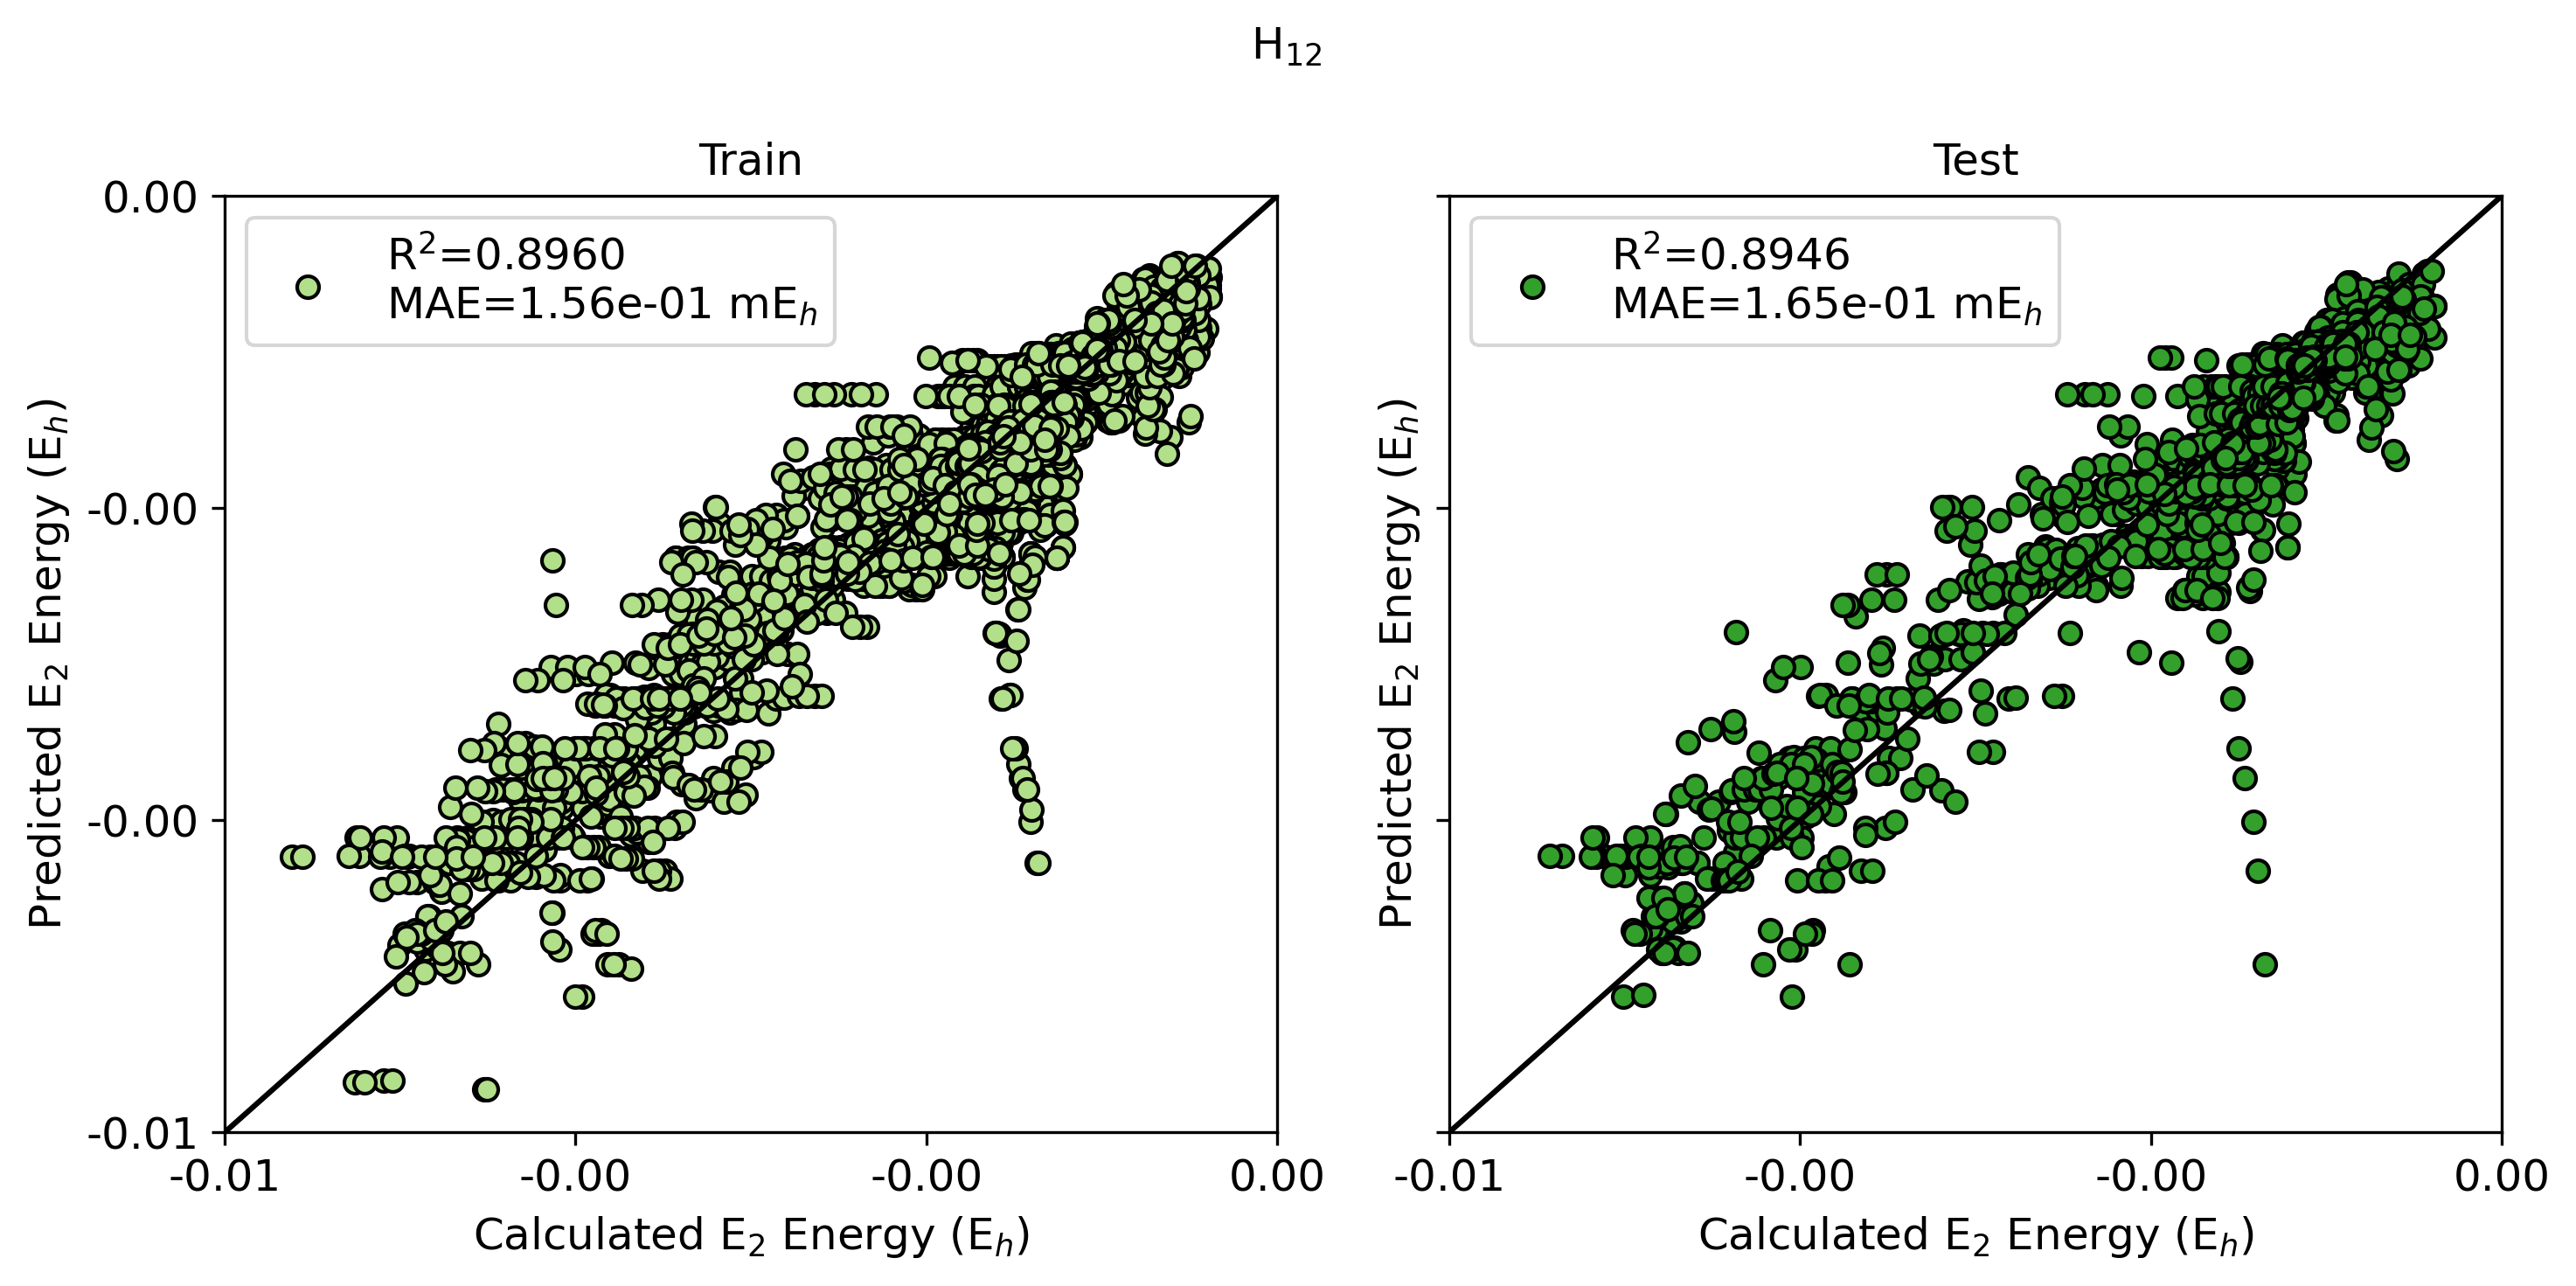 H₁₂
Train
R²=0.8960
MAE=1.56e-01 mEₕ
0.00
-0.00
-0.00
-0.01
Predicted E₂ Energy (Eₕ)
-0.01
-0.00
-0.00
0.00
Calculated E₂ Energy (Eₕ)
Test
R²=0.8946
MAE=1.65e-01 mEₕ
Predicted E₂ Energy (Eₕ)
-0.01
-0.00
-0.00
0.00
Calculated E₂ Energy (Eₕ)